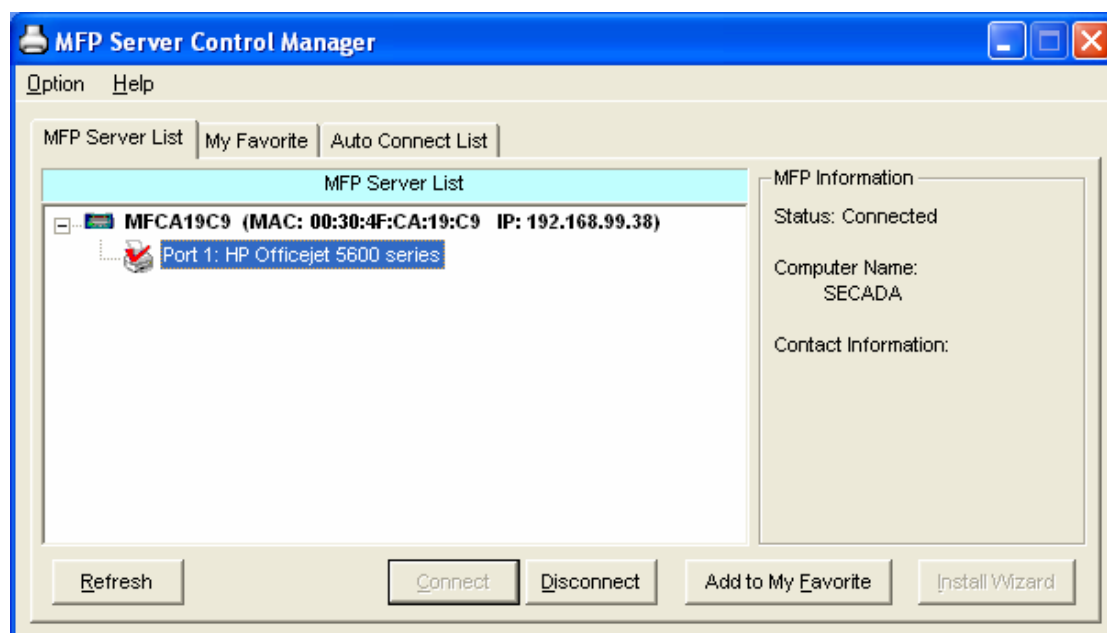 MFP Server Control Manager
Option Help
MFP Server List My Favorite Auto Connect List
MFP Server List
MFCA19C9 (MAC: 00:30:4F:CA:19:C9 IP: 192.168.99.38)
Port 1: HP Officejet 5600 series
MFP Information
Status: Connected
Computer Name:
SECADA
Contact Information:
Refresh Connect Disconnect Add to My Favorite Install Wizard